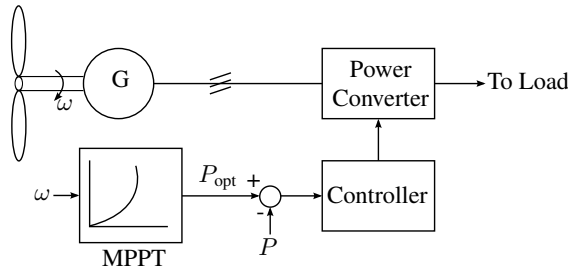 G
ω
Power
Converter
To Load
ω
P_opt
+
-
P
Controller
MPPT